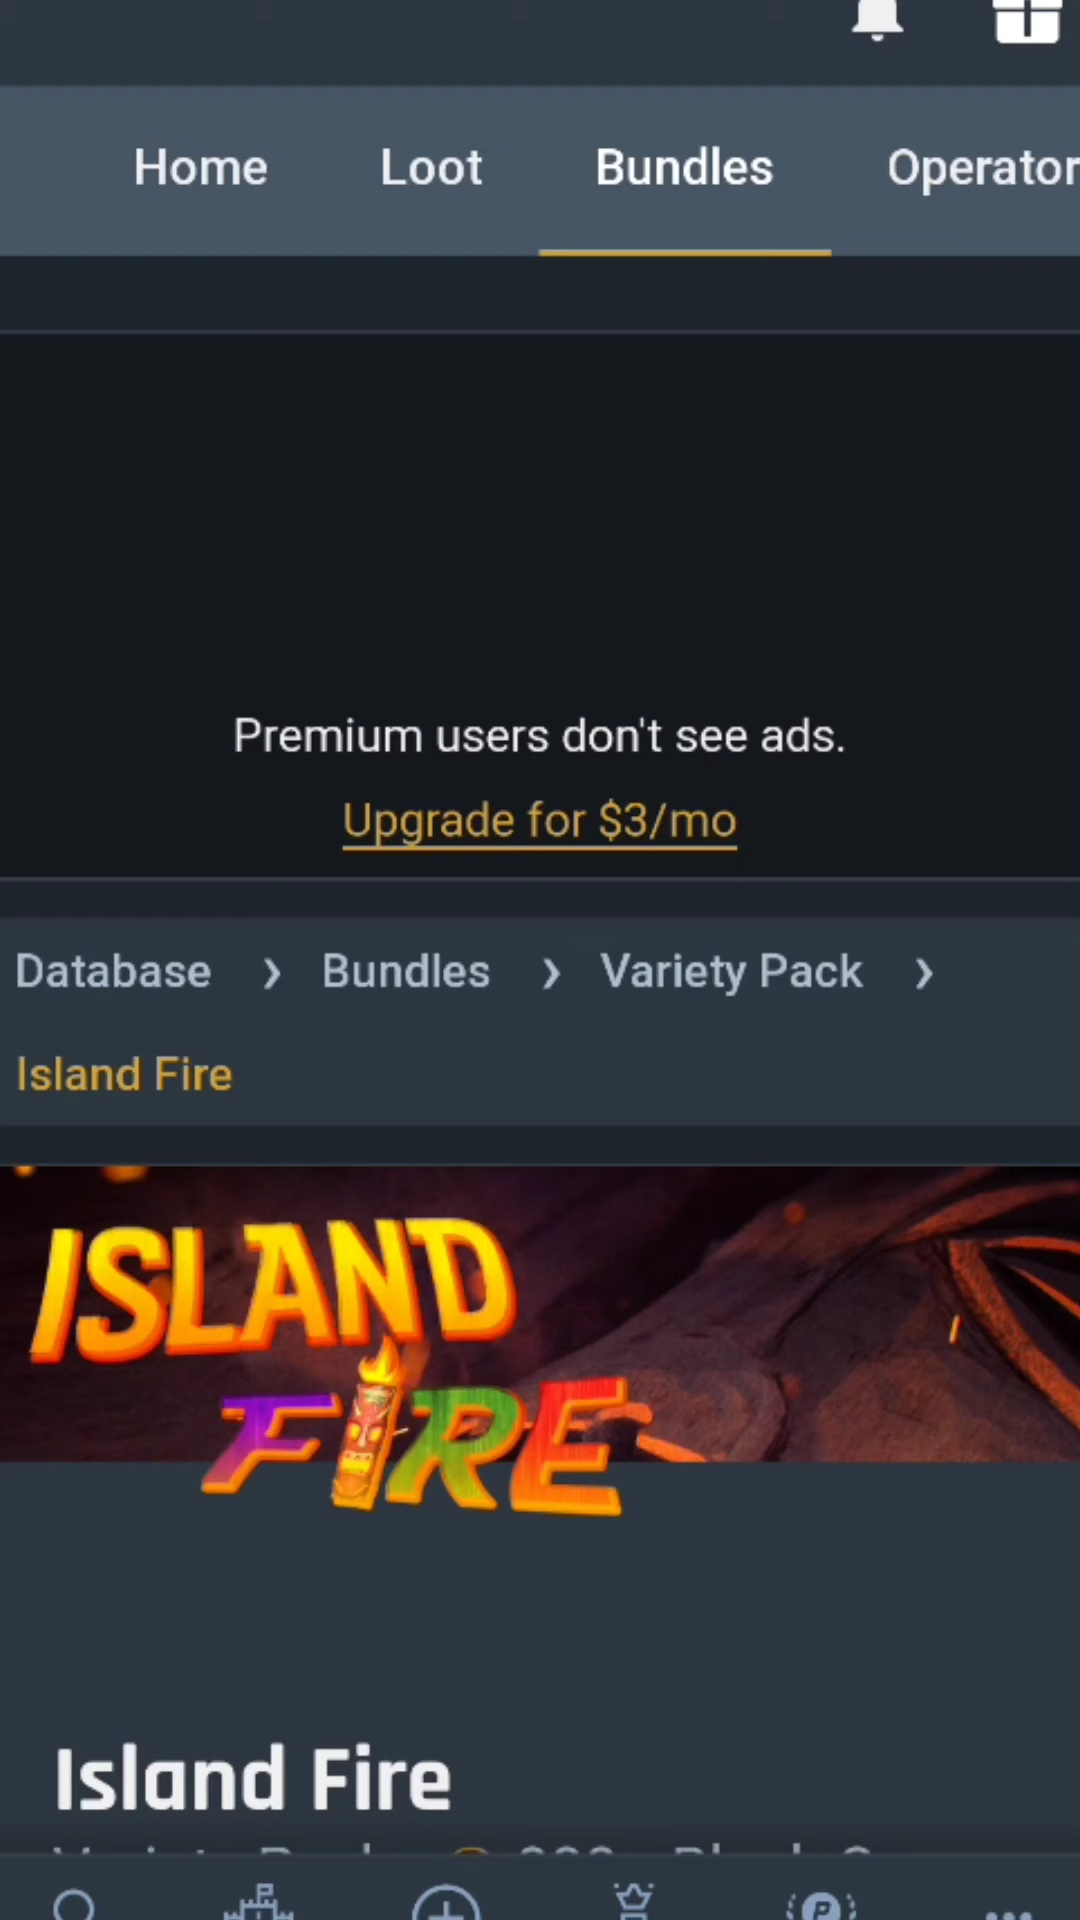 Home Loot Bundles Operator
Premium users don't see ads.
Upgrade for $3/mo
Database > Bundles > Variety Pack >
Island Fire
ISLAND
FIRE
Island Fire